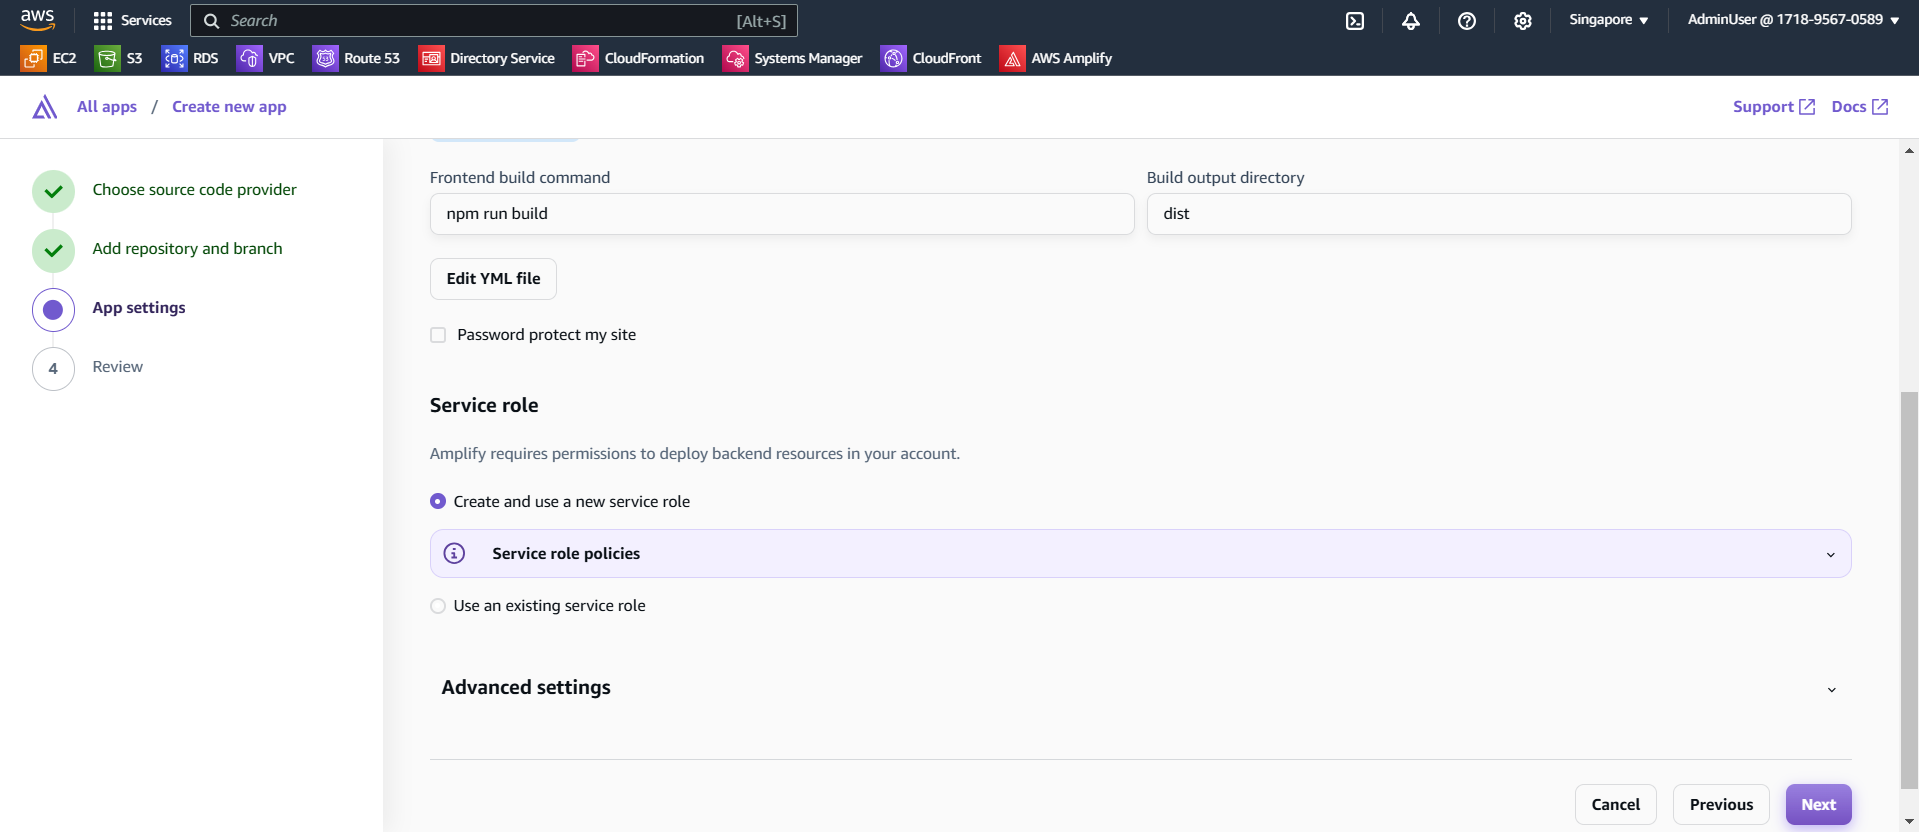 aws
Services
Search
[Alt+S]
Singapore
AdminUser @ 1718-9567-0589
EC2
S3
RDS
VPC
Route 53
Directory Service
CloudFormation
Systems Manager
CloudFront
AWS Amplify
All apps / Create new app
Support
Docs
Choose source code provider
Add repository and branch
App settings
4
Review
Frontend build command
npm run build
Build output directory
dist
Edit YML file
Password protect my site
Service role
Amplify requires permissions to deploy backend resources in your account.
Create and use a new service role
Service role policies
Use an existing service role
Advanced settings
Cancel
Previous
Next